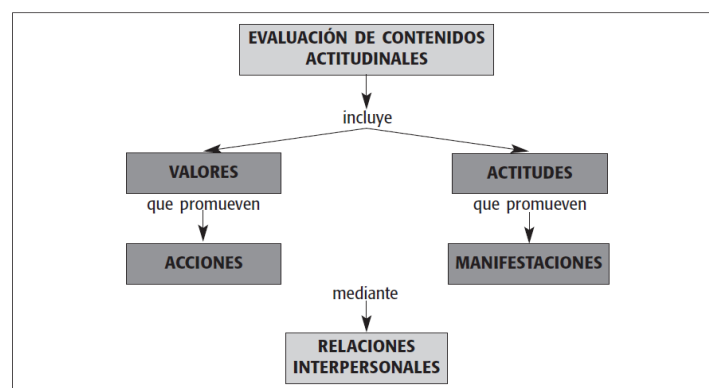 EVALUACIÓN DE CONTENIDOS
ACTITUDINALES
incluye
VALORES
ACTITUDES
que promueven
que promueven
ACCIONES
MANIFESTACIONES
mediante
RELACIONES
INTERPERSONALES